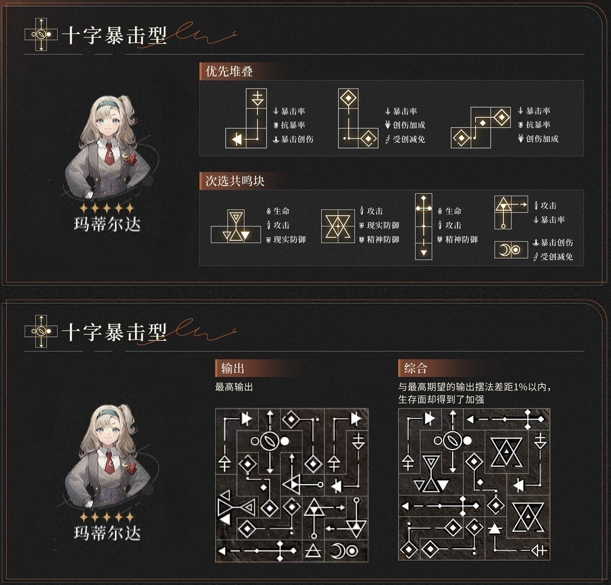 十字暴击型
优先堆叠
暴击率
抗暴率
暴击创伤
暴击率
创伤加成
受创减免
暴击率
抗暴率
创伤加成
玛蒂尔达
次选共鸣块
生命
攻击
现实防御
攻击
现实防御
精神防御
生命
攻击
精神防御
攻击
暴击率
暴击创伤
受创减免
十字暴击型
玛蒂尔达
输出
最高输出
综合
与最高期望的输出摆法差距1%以内，
生存面却得到了加强